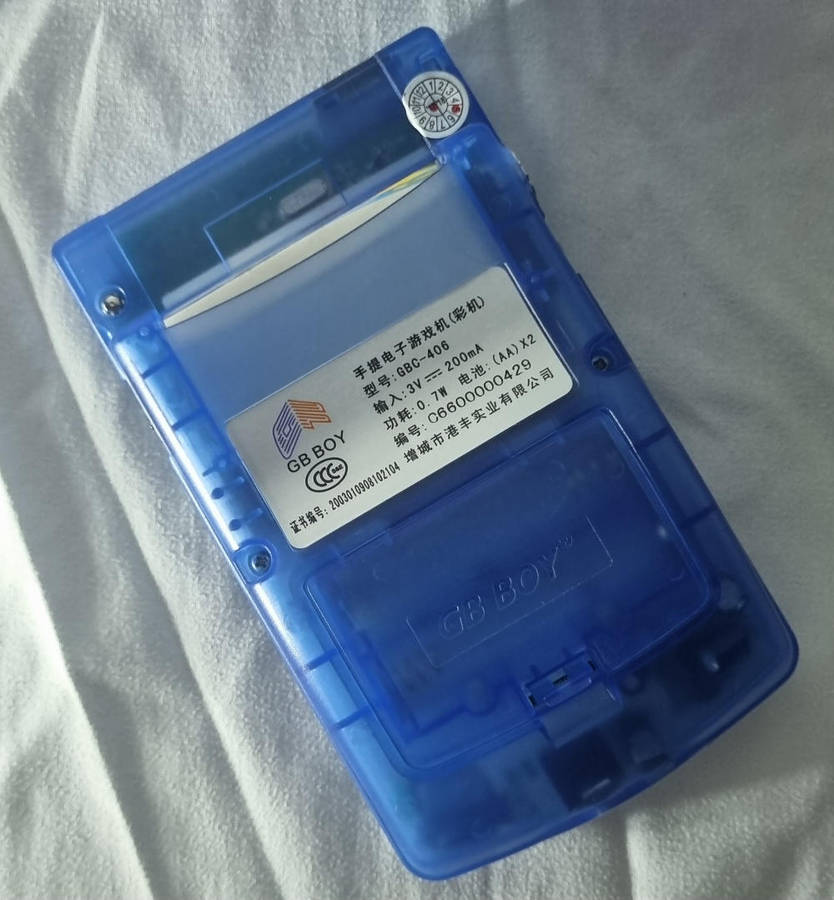 手提电子游戏机(彩机)
型号:GBC-406
输入:3V 200mA
功耗:0.7W 电池:(AA)X2
编号:C6600000429
增城市港丰实业有限公司
GB BOY
CCC
证书编号:2003010908102104
GB BOY